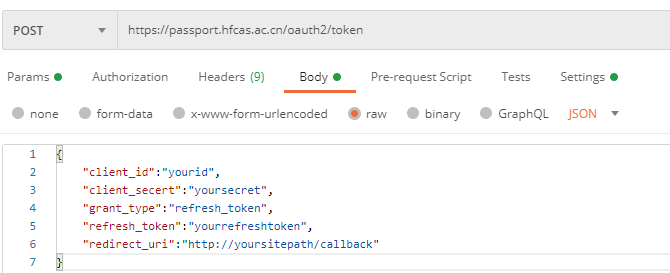 POST https://passport.hfcas.ac.cn/oauth2/token
Params Authorization Headers (9) Body Pre-request Script Tests Settings
none form-data x-www-form-urlencoded raw binary GraphQL JSON
1 {
2 "client_id":"yourid",
3 "client_secert":"yoursecret",
4 "grant_type":"refresh_token",
5 "refresh_token":"yourrefreshtoken",
6 "redirect_uri":"http://yoursitepath/callback"
7 }